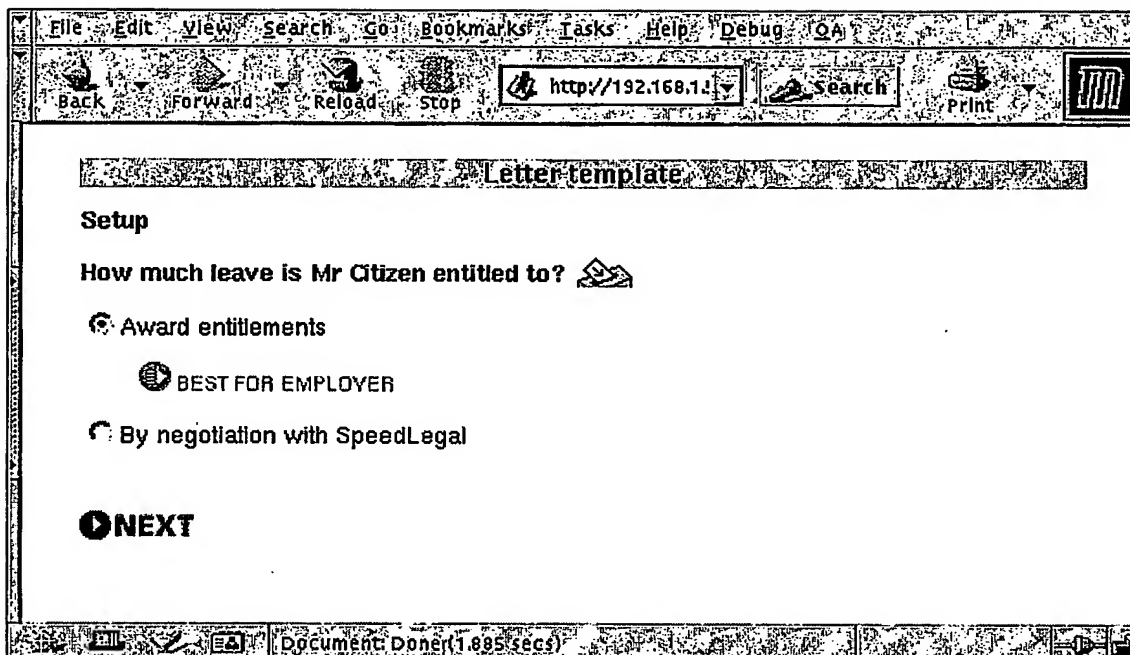 File Edit View Search Go Bookmarks Tasks Help Debug QA
Back Forward Reload Stop http://192.168.1. Search Print
Letter template
Setup
How much leave is Mr Citizen entitled to?
Award entitlements
BEST FOR EMPLOYER
By negotiation with SpeedLegal
NEXT
Document: Done (1.885 secs)